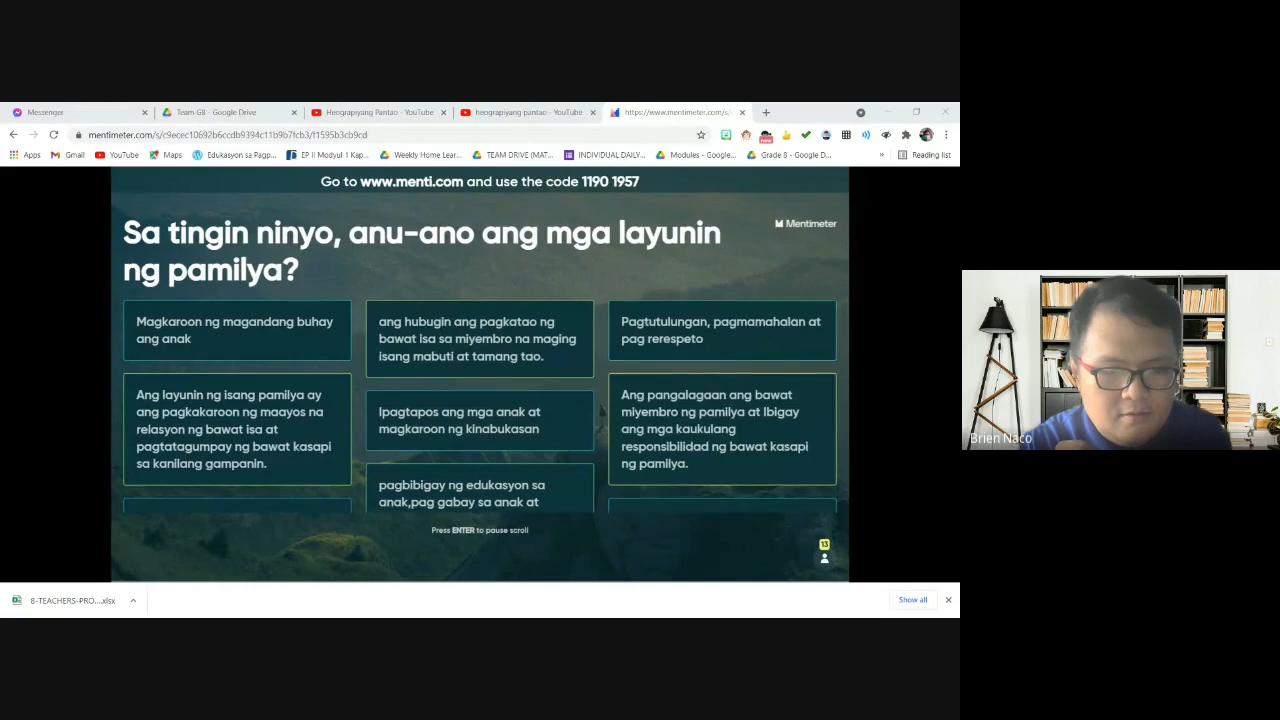 Messenger
Team G8 - Google Drive
Heograpiyang Pantao - YouTube
heograpiyang pantao - YouTube
https://www.mentimeter.com/s/
mentimeter.com/s/c9ecec10692b6ccdb9394c11b9b7fcb3/f1595b3cb9cd
Apps
Gmail
YouTube
Maps
Edukasyon sa Pagp...
EP II Modyul 1 Kap...
Weekly Home Lear...
TEAM DRIVE (MAT...
INDIVIDUAL DAILY...
Modules - Google...
Grade 8 - Google D...
»
Reading list
Go to www.menti.com and use the code 1190 1957
Sa tingin ninyo, anu-ano ang mga layunin
ng pamilya?
Mentimeter
Magkaroon ng magandang buhay
ang anak
Ang layunin ng isang pamilya ay
ang pagkakaroon ng maayos na
relasyon ng bawat isa at
pagtatagumpay ng bawat kasapi
sa kanilang gampanin.
ang hubugin ang pagkatao ng
bawat isa sa miyembro na maging
isang mabuti at tamang tao.
Ipagtapos ang mga anak at
magkaroon ng kinabukasan
pagbibigay ng edukasyon sa
anak,pag gabay sa anak at
Pagtutulungan, pagmamahalan at
pag rerespeto
Ang pangalagaan ang bawat
miyembro ng pamilya at Ibigay
ang mga kaukulang
responsibilidad ng bawat kasapi
ng pamilya.
Press ENTER to pause scroll
13
8-TEACHERS-PRO....xlsx
Show all
Brien Naco